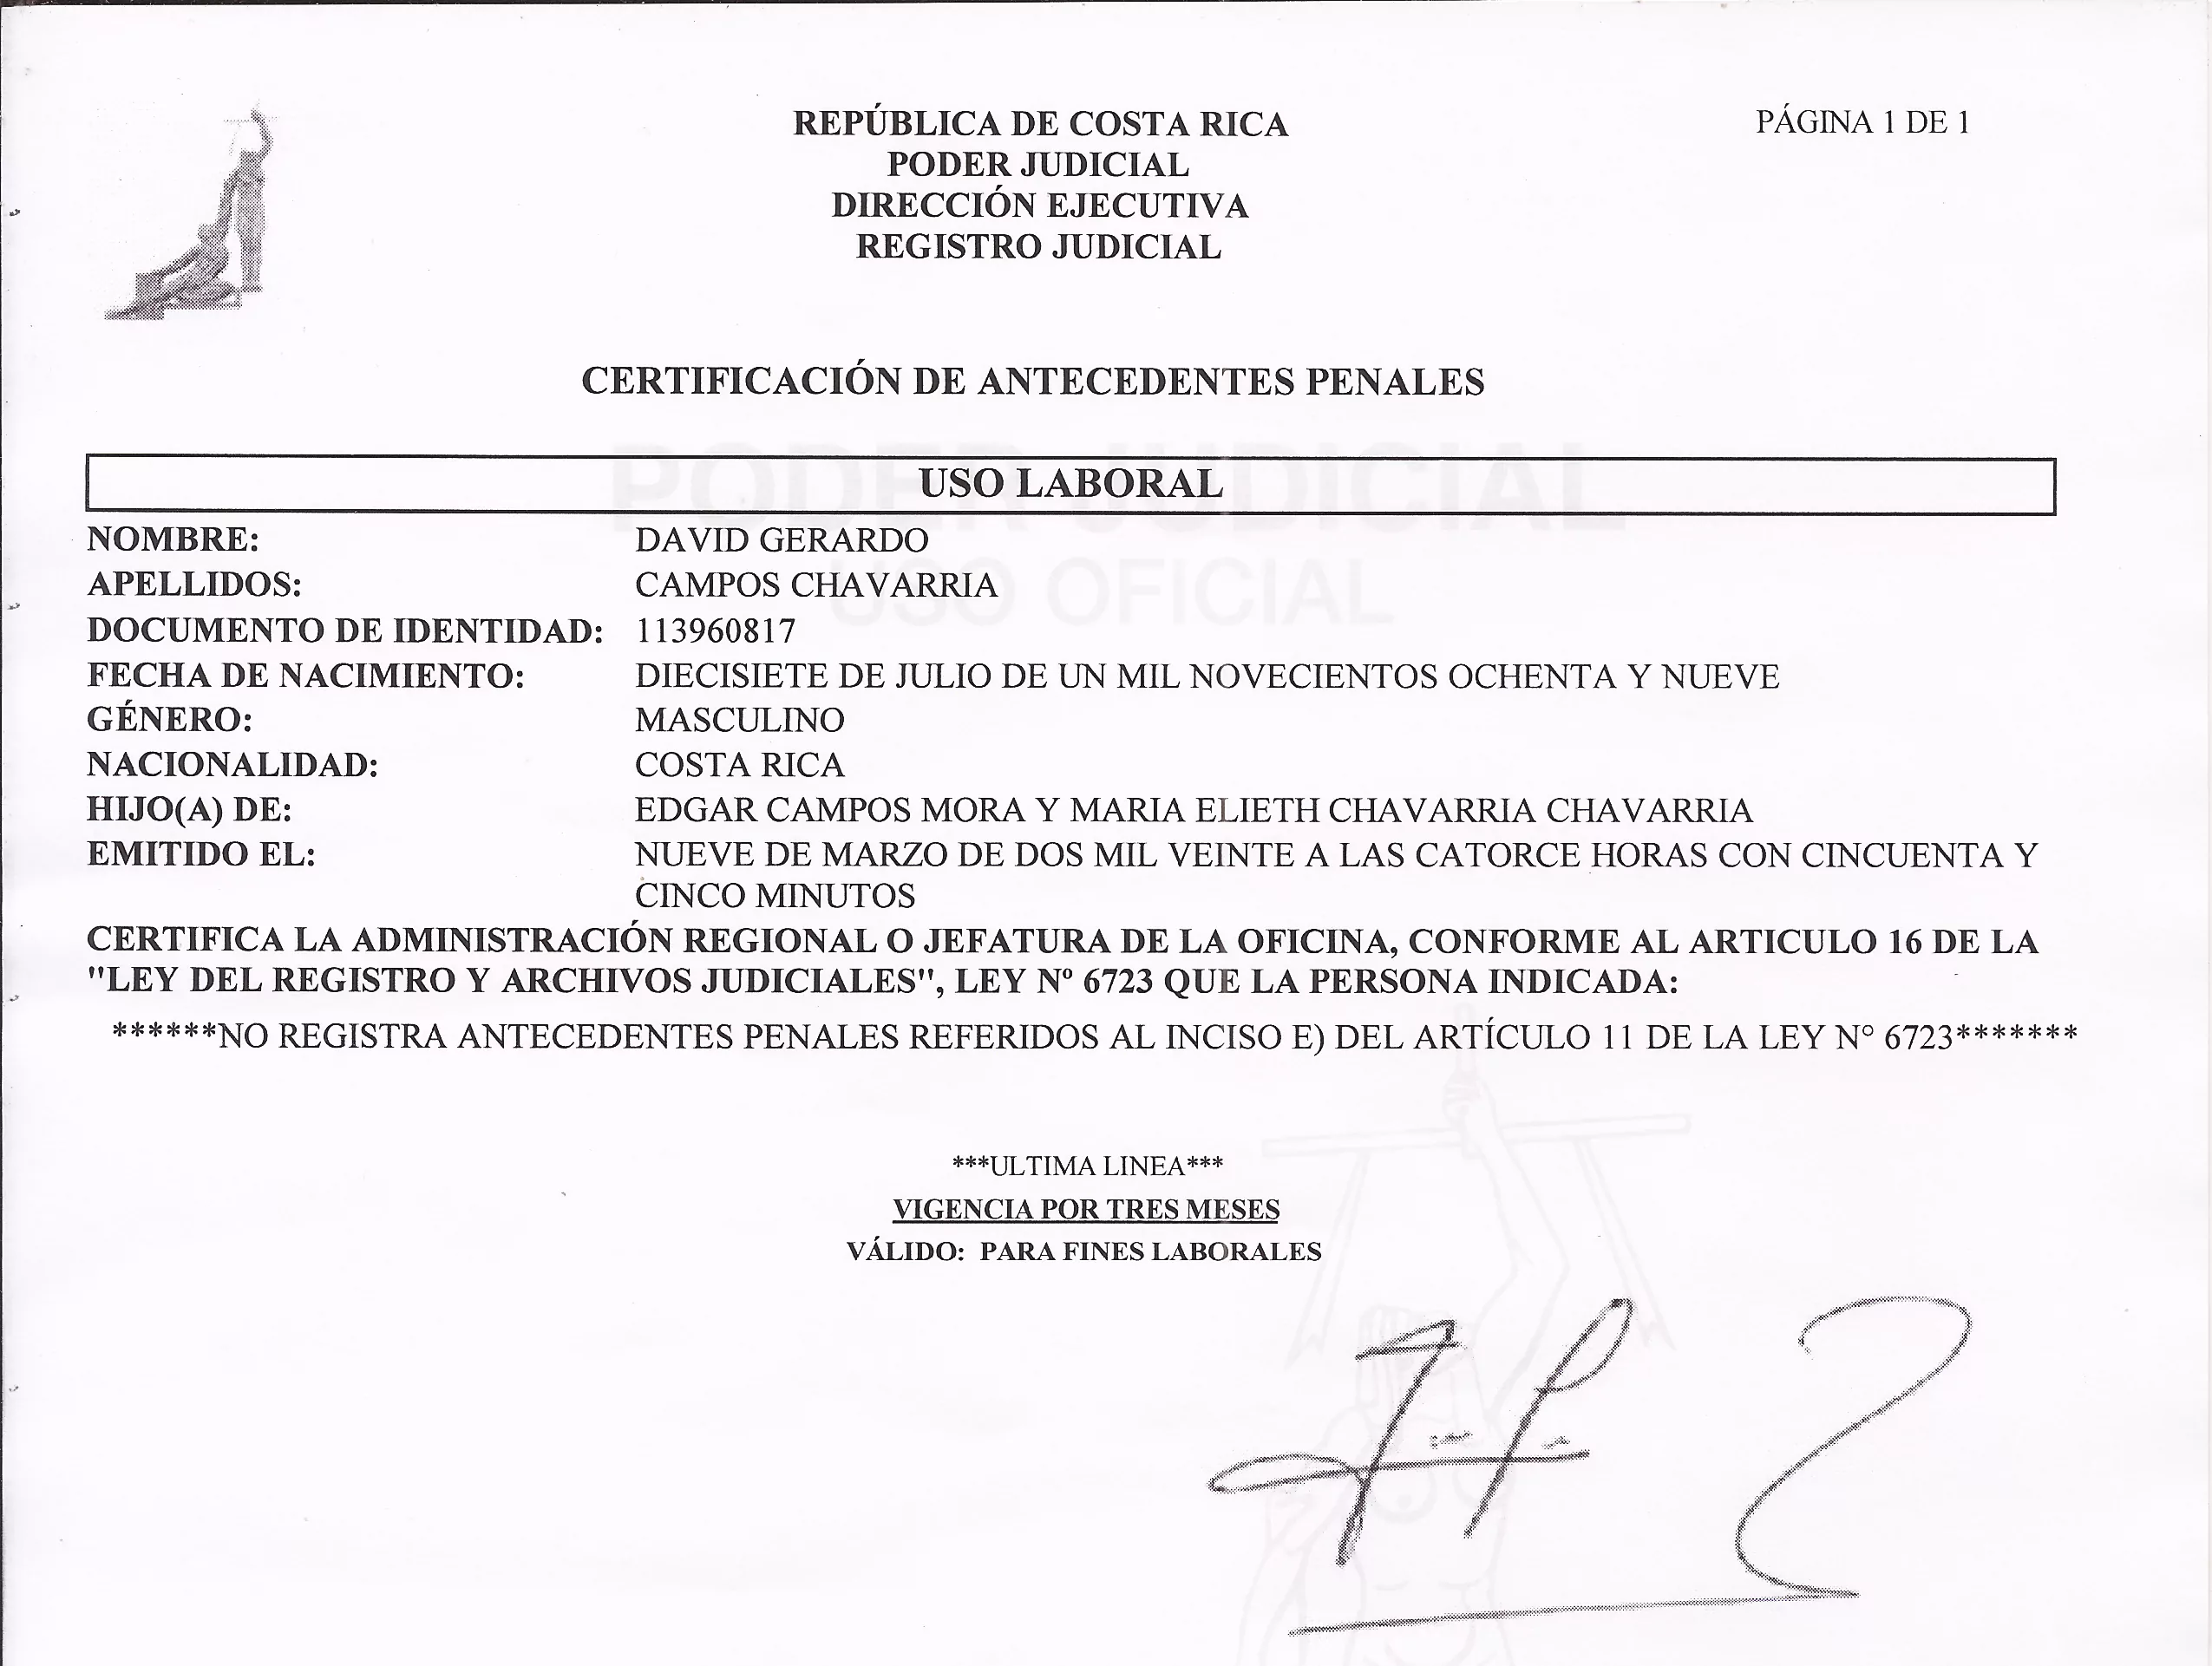 REPÚBLICA DE COSTA RICA
PODER JUDICIAL
DIRECCIÓN EJECUTIVA
REGISTRO JUDICIAL
PÁGINA 1 DE 1
CERTIFICACIÓN DE ANTECEDENTES PENALES
PODER JUDICIAL
USO LABORAL
USO OFICIAL
NOMBRE: DAVID GERARDO
APELLIDOS: CAMPOS CHAVARRIA
DOCUMENTO DE IDENTIDAD: 113960817
FECHA DE NACIMIENTO: DIECISIETE DE JULIO DE UN MIL NOVECIENTOS OCHENTA Y NUEVE
GÉNERO: MASCULINO
NACIONALIDAD: COSTA RICA
HIJO(A) DE: EDGAR CAMPOS MORA Y MARIA ELIETH CHAVARRIA CHAVARRIA
EMITIDO EL: NUEVE DE MARZO DE DOS MIL VEINTE A LAS CATORCE HORAS CON CINCUENTA Y
CINCO MINUTOS
CERTIFICA LA ADMINISTRACIÓN REGIONAL O JEFATURA DE LA OFICINA, CONFORME AL ARTICULO 16 DE LA
"LEY DEL REGISTRO Y ARCHIVOS JUDICIALES", LEY Nº 6723 QUE LA PERSONA INDICADA:
******NO REGISTRA ANTECEDENTES PENALES REFERIDOS AL INCISO E) DEL ARTÍCULO 11 DE LA LEY N° 6723*******
***ULTIMA LINEA***
VIGENCIA POR TRES MESES
VÁLIDO: PARA FINES LABORALES